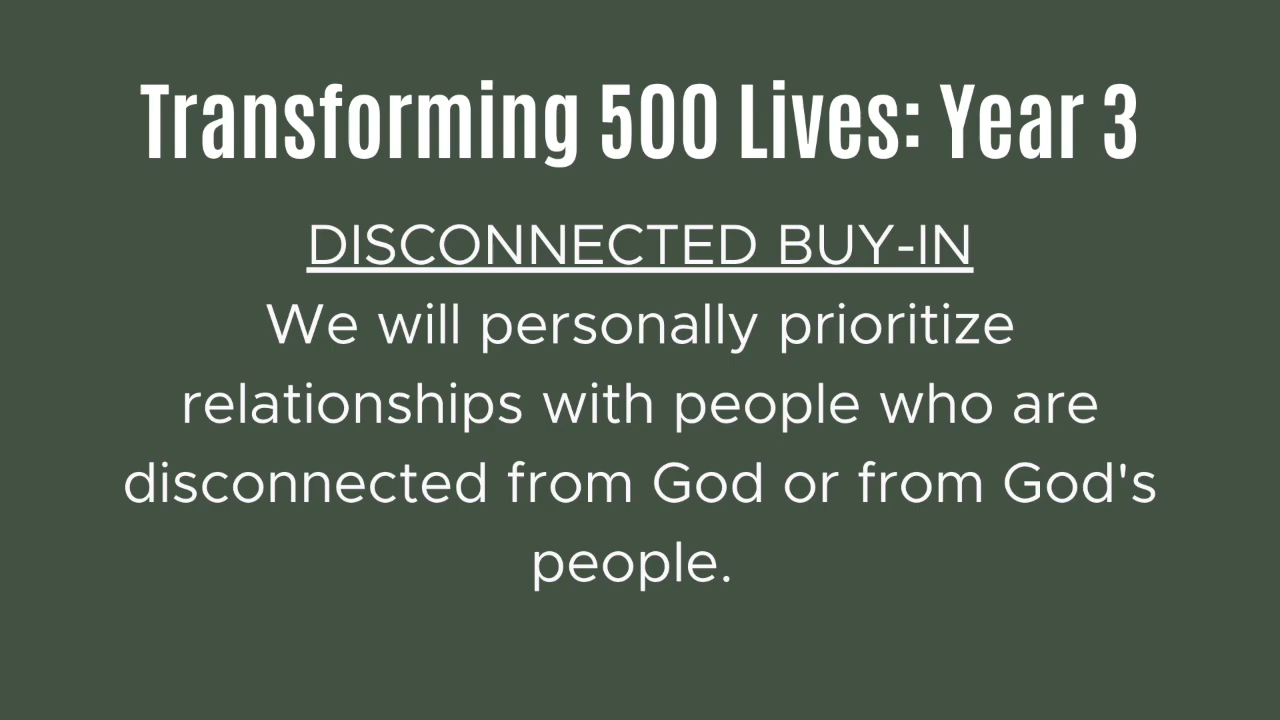 Transforming 500 Lives: Year 3
DISCONNECTED BUY-IN
We will personally prioritize
relationships with people who are
disconnected from God or from God's
people.